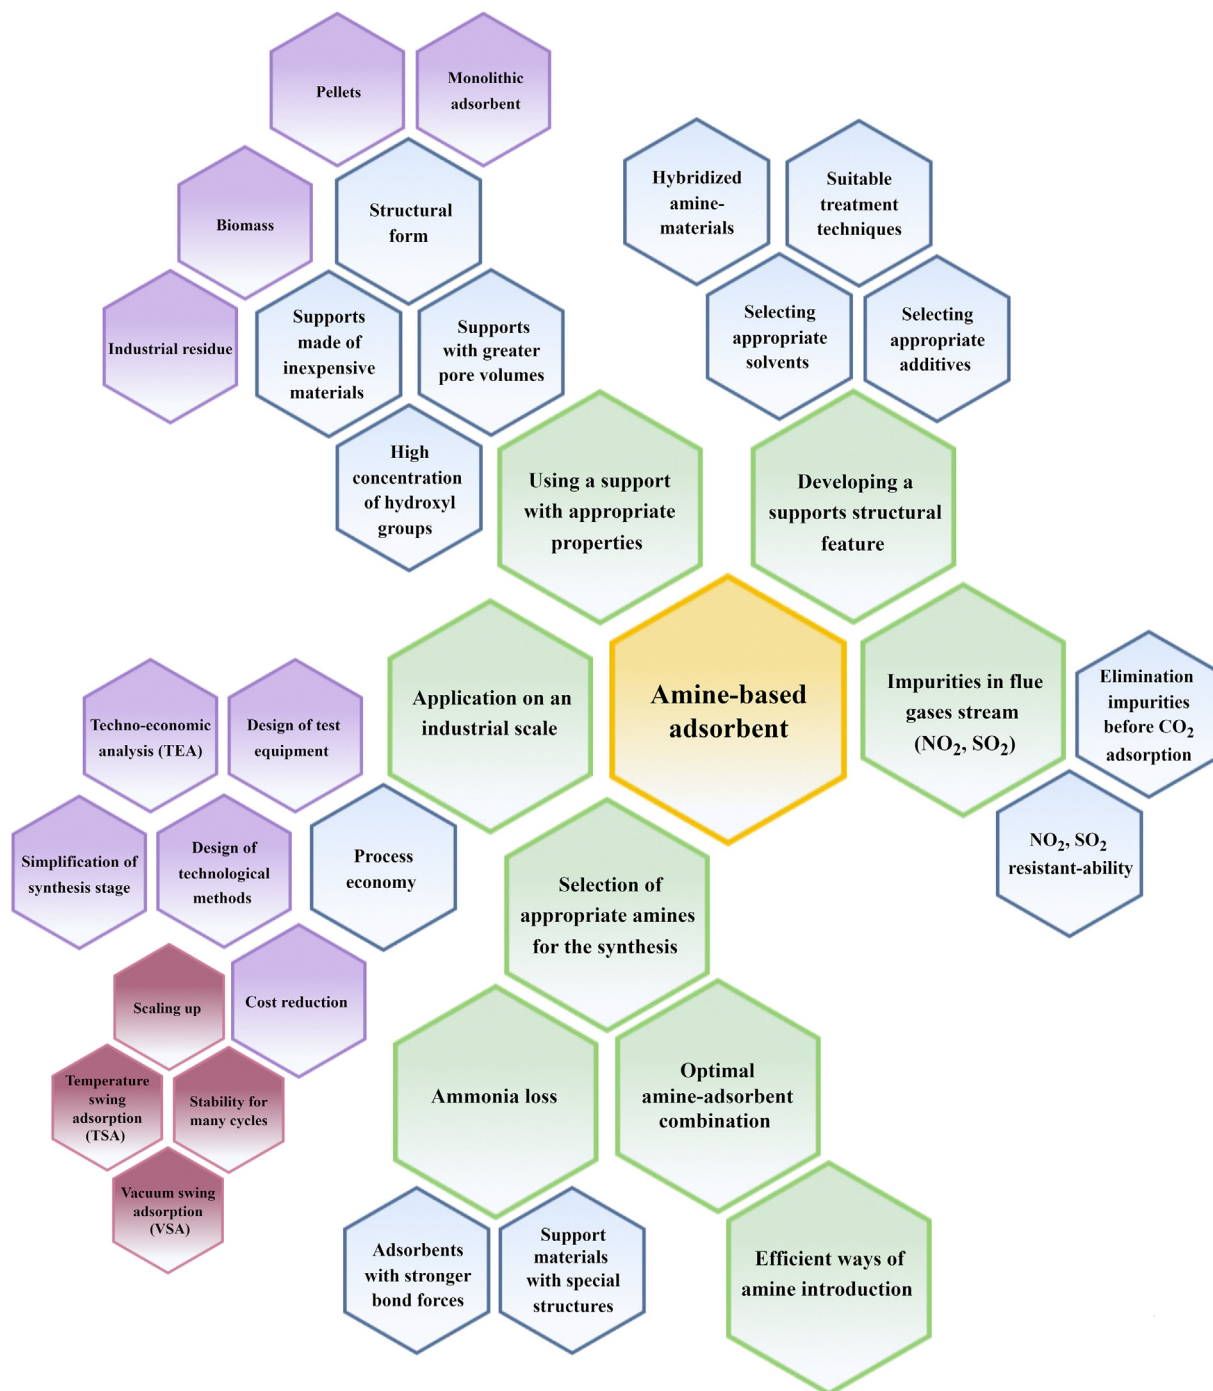 Pellets
Monolithic
adsorbent
Biomass
Structural
form
Industrial residue
Supports
made of
inexpensive
materials
Supports
with greater
pore volumes
High
concentration
of hydroxyl
groups
Hybridized
amine-
materials
Suitable
treatment
techniques
Selecting
appropriate
solvents
Selecting
appropriate
additives
Using a support
with appropriate
properties
Developing a
supports structural
feature
Application on an
industrial scale
Amine-based
adsorbent
Impurities in flue
gases stream
(NO₂, SO₂)
Elimination
impurities
before CO₂
adsorption
NO₂, SO₂
resistant-ability
Techno-economic
analysis (TEA)
Design of test
equipment
Simplification of
synthesis stage
Design of
technological
methods
Process
economy
Selection of
appropriate amines
for the synthesis
Scaling up
Cost reduction
Temperature
swing
adsorption
(TSA)
Stability for
many cycles
Vacuum swing
adsorption
(VSA)
Ammonia loss
Optimal
amine-adsorbent
combination
Adsorbents
with stronger
bond forces
Support
materials
with special
structures
Efficient ways of
amine introduction